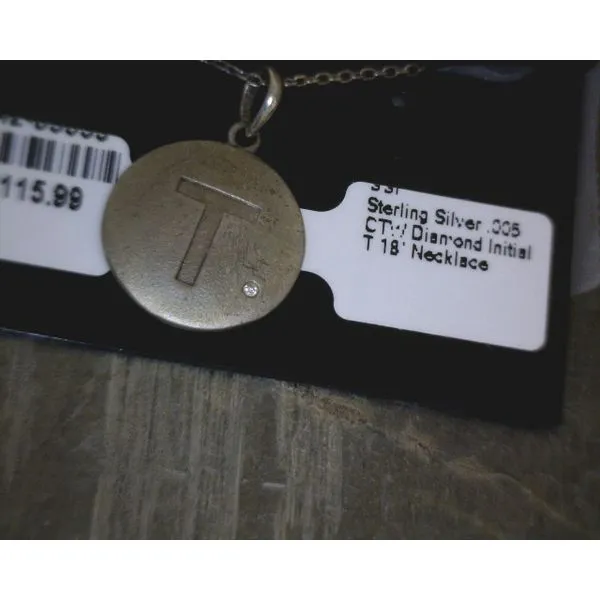 115.99
T
Sterling Silver .005
CTW Diamond Initial
T 18" Necklace